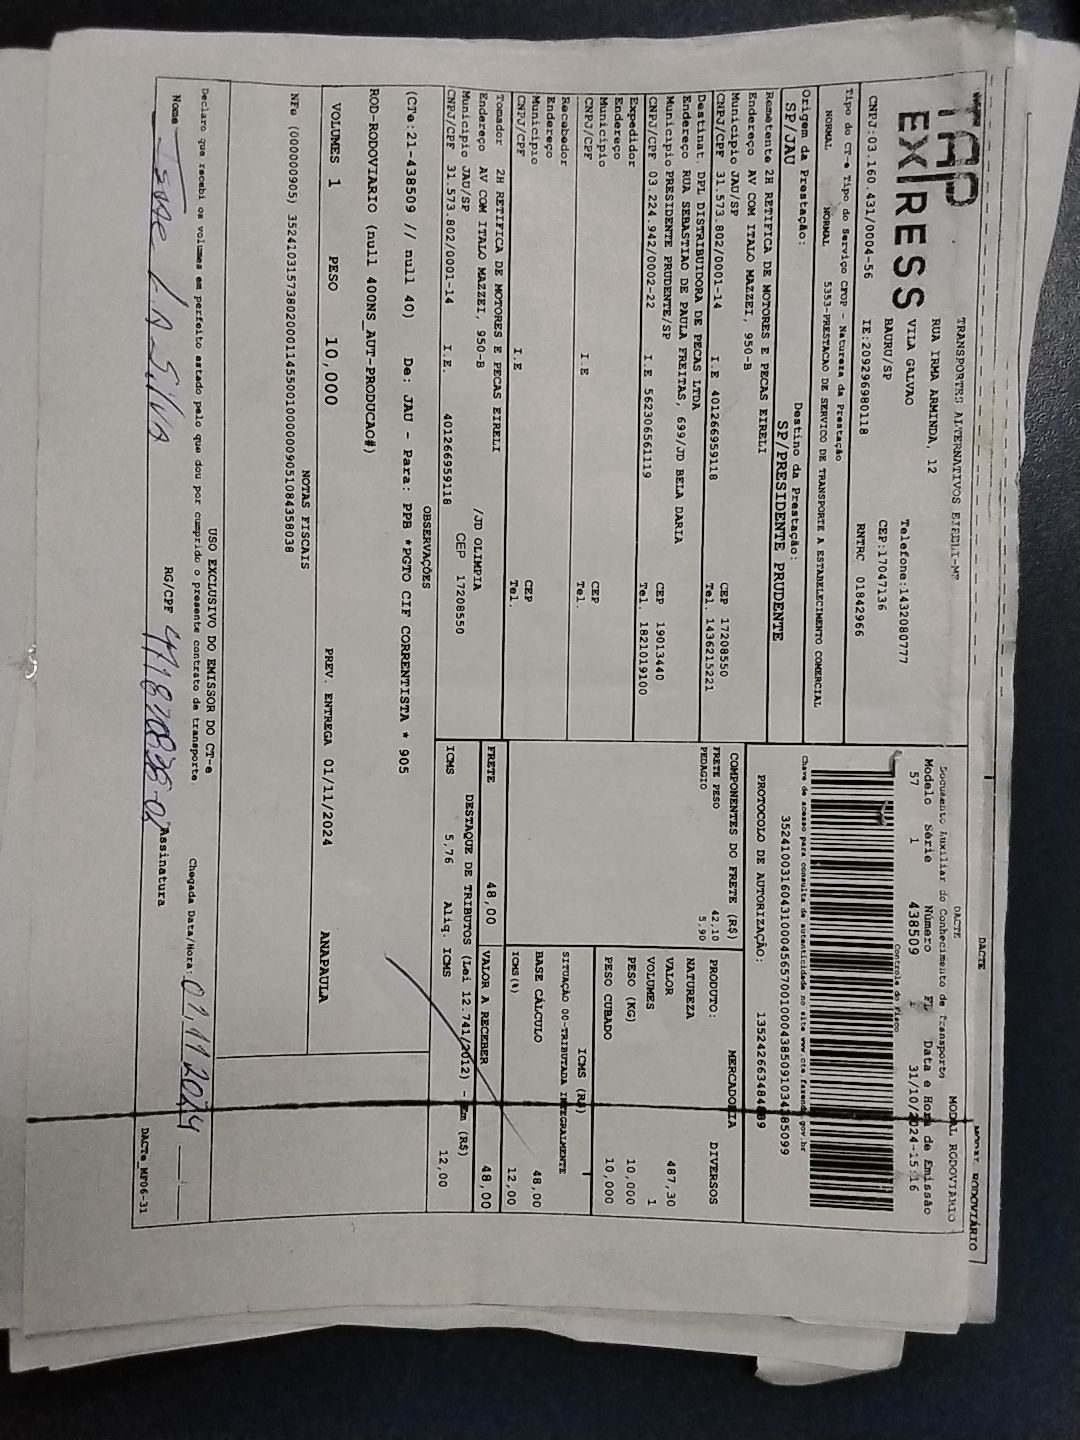 DACTE
MODAL RODOVIÁRIO
TAP EXPRESS
TRANSPORTES ALTERNATIVOS EIRELI-MT
RUA IRMA ARMINDA, 12
VILA GALVAO Telefone:1432080777
BAURU/SP CEP:17047136
CNPJ:03.160.431/0004-56 IE:209296980118 RNTRC 01842966
DACTE MODAL RODOVIARIO
Documento Auxiliar do Conhecimento de Transporte
Modelo Série Número FL Data e Hora de Emissão
57 1 438509 31/10/2024-15:16
Controle do Fisco
Chave de acesso para consulta de autenticidade no site www.cte.fazenda.gov.br
PROTOCOLO DE AUTORIZAÇÃO:
Tipo do CT-e Tipo do Serviço CFOP - Natureza da Prestação
NORMAL NORMAL 5353-PRESTACAO DE SERVICO DE TRANSPORTE A ESTABELECIMENTO COMERCIAL
Origem da Prestação: Destino da Prestação:
SP/JAU SP/PRESIDENTE PRUDENTE
Remetente 2H RETIFICA DE MOTORES E PECAS EIRELI
Endereço AV COM ITALO MAZZEI, 950-B
Município JAU/SP CEP 17208550
CNPJ/CPF 31.573.802/0001-14 I.E 401266959118 Tel. 1436215221
Destinat. DPL DISTRIBUIDORA DE PECAS LTDA
Endereço RUA SEBASTIAO DE PAULA FREITAS, 699/JD BELA DARIA
Município PRESIDENTE PRUDENTE/SP CEP 19013440
CNPJ/CPF 03.224.942/0002-22 I.E 562306561119 Tel. 1821019100
Expedidor
Endereço
Município CEP
CNPJ/CPF I.E Tel.
Recebedor
Endereço
Município CEP
CNPJ/CPF I.E Tel.
Tomador 2H RETIFICA DE MOTORES E PECAS EIRELI
Endereço AV COM ITALO MAZZEI, 950-B /JD OLIMPIA
Município JAU/SP CEP 17208550
CNPJ/CPF 31.573.802/0001-14 I.E. 401266959118
COMPONENTES DO FRETE (R$)
FRETE PESO 42,10
PEDAGIO 5,90
PRODUTO: MERCADORIA
NATUREZA DIVERSOS
VALOR 487,30
VOLUMES 1
PESO (KG) 10,000
PESO CUBADO 10,000
ICMS (R$)
SITUAÇÃO 00-TRIBUTADA INTEGRALMENTE
BASE CÁLCULO 48,00
ICMS(%) 12,00
FRETE 48,00 VALOR A RECEBER 48,00
DESTAQUE DE TRIBUTOS (Lei 12.741/2012) - Em (R$)
ICMS 5,76 Aliq. ICMS 12,00
OBSERVAÇÕES
(CTe:21-438509 // null 40) De: JAU - Para: PPB *PGTO CIF CORRENTISTA * 905
ROD-RODOVIARIO (null 400NS_AUT-PRODUCAO#)
VOLUMES 1 PESO 10,000 PREV. ENTREGA 01/11/2024 ANAPAULA
NOTAS FISCAIS
NFe (000000905) 35241031573802000114550010000009051084358038
USO EXCLUSIVO DO EMISSOR DO CT-e
Declaro que recebi os volumes em perfeito estado pelo que dou por cumprido o presente contrato de transporte. Chegada Data/Hora: 01.11.2024
Nome RG/CPF Assinatura
DACTe_MF06-31